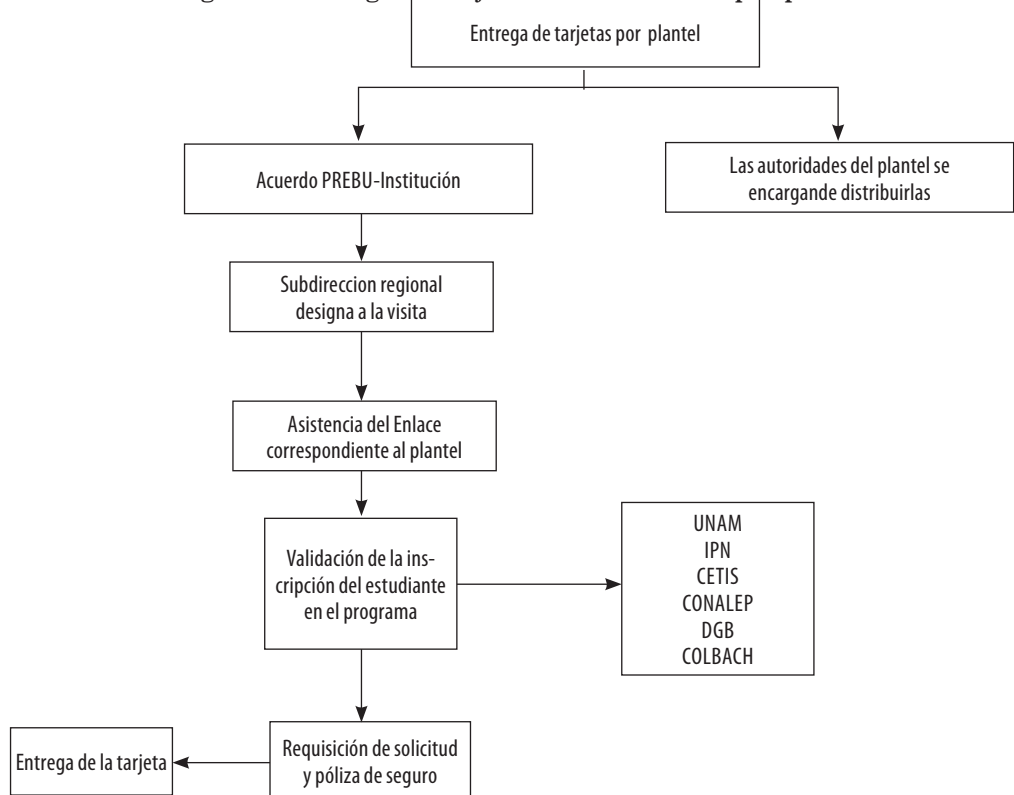 Entrega de tarjetas por plantel
Acuerdo PREBU-Institución
Las autoridades del plantel se
encargande distribuirlas
Subdireccion regional
designa a la visita
Asistencia del Enlace
correspondiente al plantel
Validación de la ins-
cripción del estudiante
en el programa
UNAM
IPN
CETIS
CONALEP
DGB
COLBACH
Requisición de solicitud
y póliza de seguro
Entrega de la tarjeta